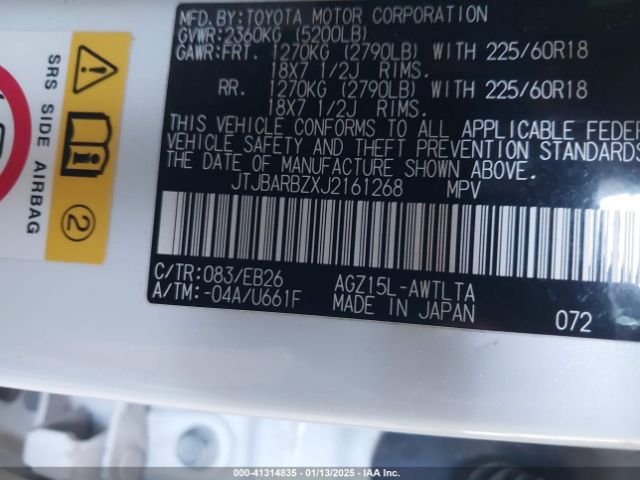 MFD.BY:TOYOTA MOTOR CORPORATION
GVWR:2360KG (5200LB)
GAWR:FRT. 1270KG (2790LB) WITH 225/60R18
18X7 1/2J RIMS.
RR. 1270KG (2790LB) WITH 225/60R18
18X7 1/2J RIMS.
THIS VEHICLE CONFORMS TO ALL APPLICABLE FEDE
VEHICLE SAFETY AND THEFT PREVENTION STANDARDS
THE DATE OF MANUFACTURE SHOWN ABOVE.
JTJBARBZXJ2161268 MPV
C/TR:083/EB26 AGZ15L-AWTLTA
A/TM:-04A/U661F MADE IN JAPAN 072
SRS SIDE AIRBAG
2
000-41314835 - 01/13/2025 - IAA Inc.